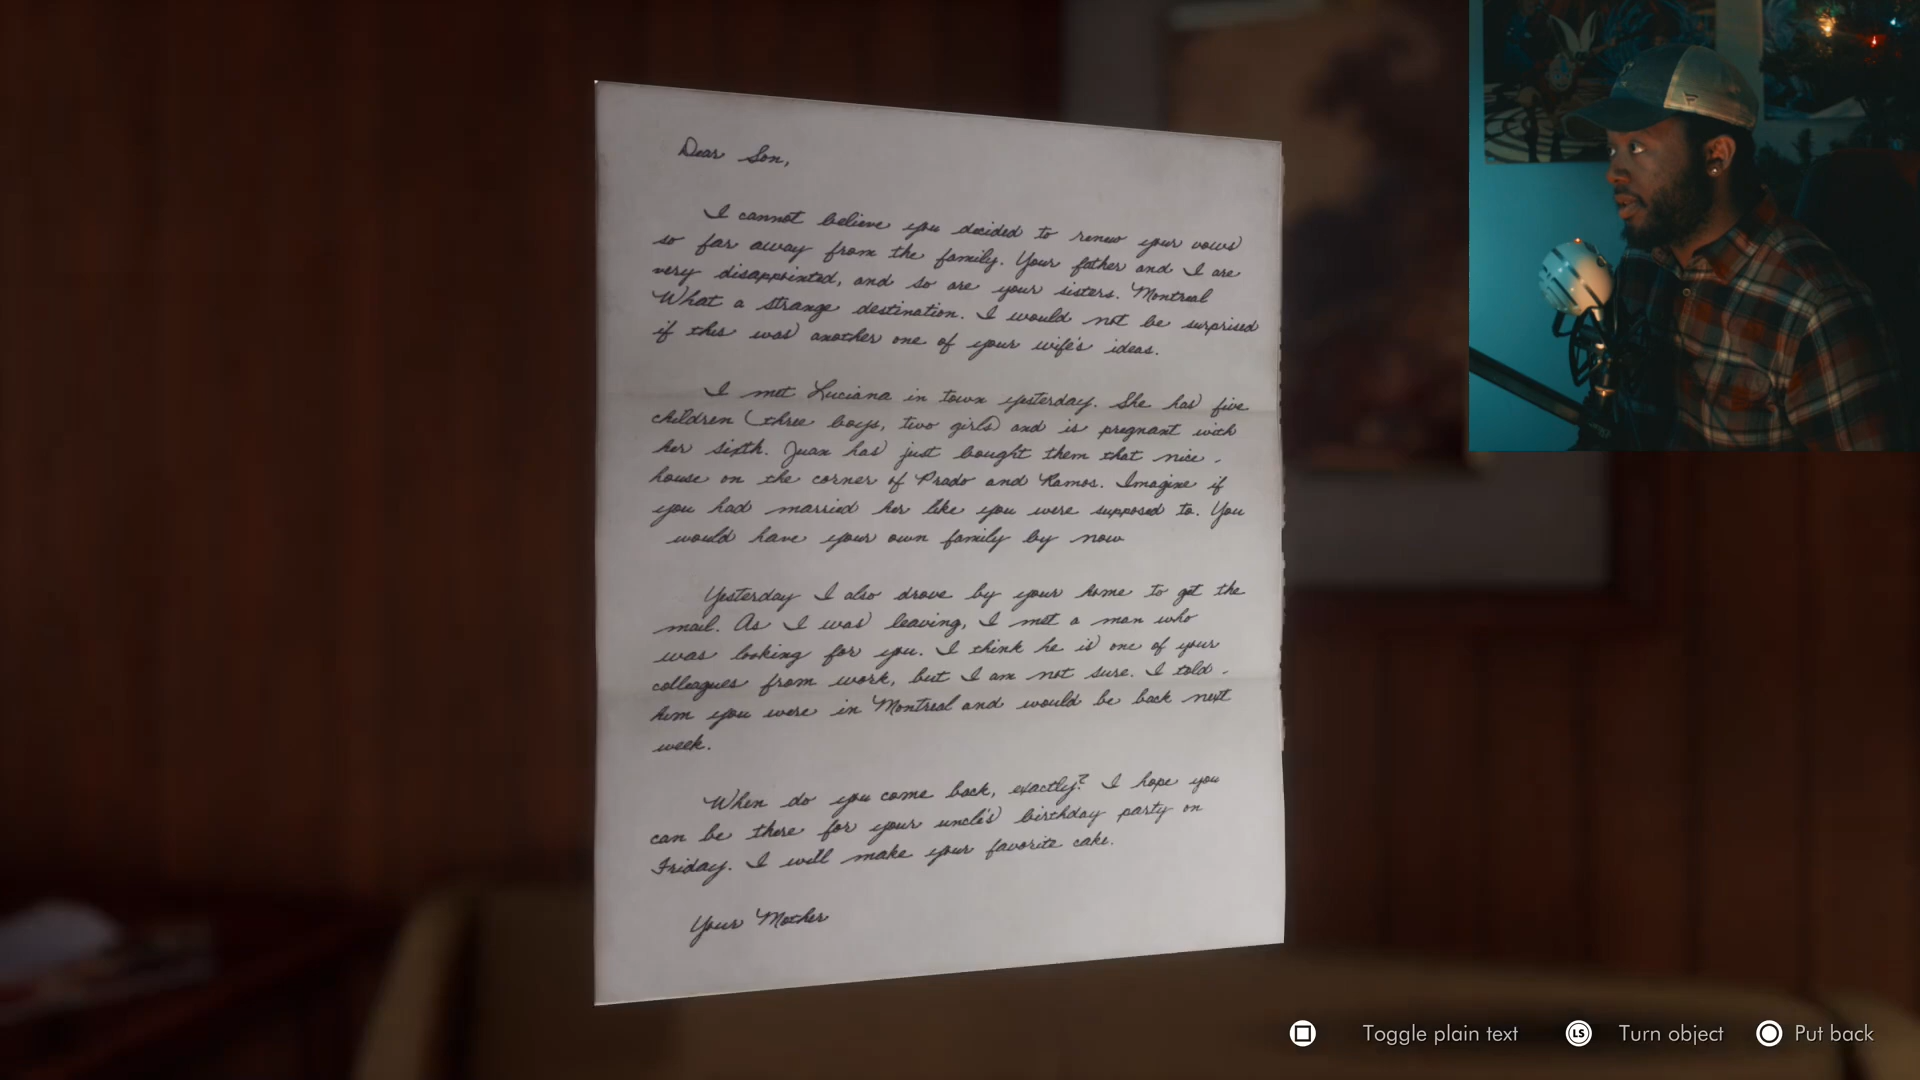 Dear Son,
I cannot believe you decided to renew your vows
so far away from the family. Your father and I are
very disappointed, and so are your sisters. Montreal
What a strange destination. I would not be surprised
if this was another one of your wife's ideas.
I met Luciana in town yesterday. She has five
children (three boys, two girls) and is pregnant with
her sixth. Juan has just bought them that nice
house on the corner of Prado and Ramos. Imagine if
you had married her like you were supposed to. You
would have your own family by now
Yesterday I also drove by your home to get the
mail. As I was leaving, I met a man who
was looking for you. I think he is one of your
colleagues from work, but I am not sure. I told
him you were in Montreal and would be back next
week.
When do you come back, exactly? I hope you
can be there for your uncle's birthday party on
Friday. I will make your favorite cake.
Your Mother
Toggle plain text LS Turn object Put back